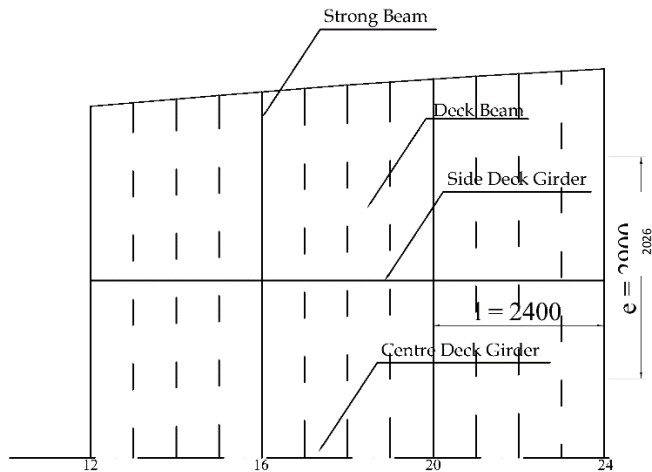 Strong Beam
Deck Beam
Side Deck Girder
2026
l = 2400
Centre Deck Girder
12
16
20
24